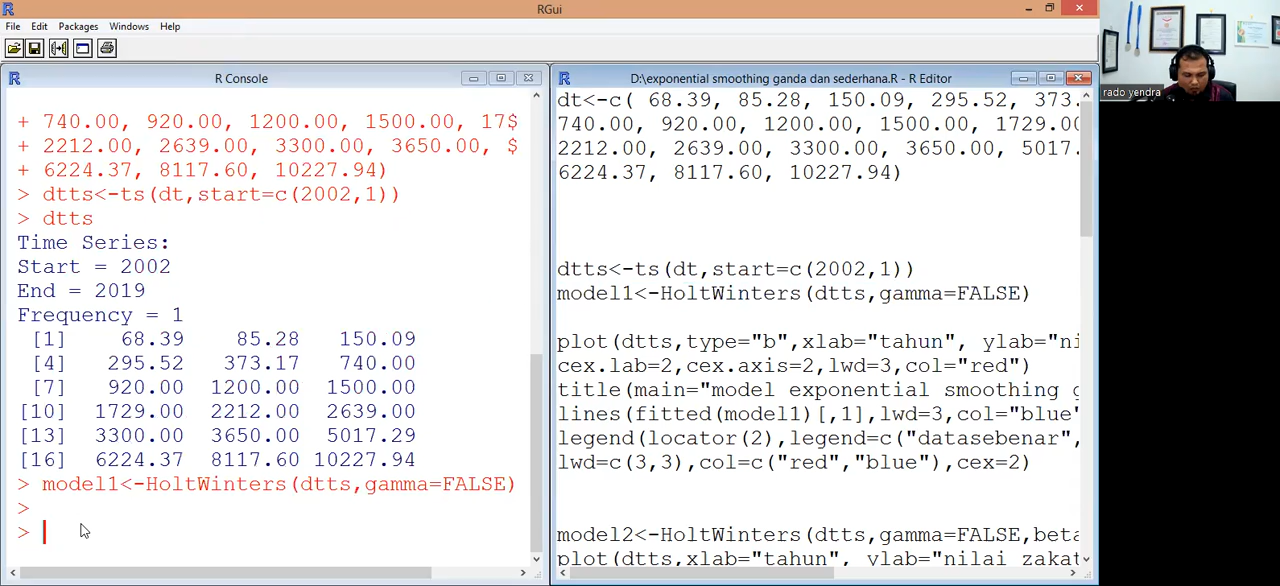 RGui
File Edit Packages Windows Help
R Console
+ 740.00, 920.00, 1200.00, 1500.00, 17$
+ 2212.00, 2639.00, 3300.00, 3650.00, $
+ 6224.37, 8117.60, 10227.94)
> dtts<-ts(dt,start=c(2002,1))
> dtts
Time Series:
Start = 2002
End = 2019
Frequency = 1
[1] 68.39 85.28 150.09
[4] 295.52 373.17 740.00
[7] 920.00 1200.00 1500.00
[10] 1729.00 2212.00 2639.00
[13] 3300.00 3650.00 5017.29
[16] 6224.37 8117.60 10227.94
> model1<-HoltWinters(dtts,gamma=FALSE)
>
>
D:\exponential smoothing ganda dan sederhana.R - R Editor
dt<-c( 68.39, 85.28, 150.09, 295.52, 373.
740.00, 920.00, 1200.00, 1500.00, 1729.00
2212.00, 2639.00, 3300.00, 3650.00, 5017.
6224.37, 8117.60, 10227.94)
dtts<-ts(dt,start=c(2002,1))
model1<-HoltWinters(dtts,gamma=FALSE)
plot(dtts,type="b",xlab="tahun", ylab="ni
cex.lab=2,cex.axis=2,lwd=3,col="red")
title(main="model exponential smoothing g
lines(fitted(model1)[,1],lwd=3,col="blue"
legend(locator(2),legend=c("datasebenar",
lwd=c(3,3),col=c("red","blue"),cex=2)
model2<-HoltWinters(dtts,gamma=FALSE,beta
plot(dtts,xlab="tahun", ylab="nilai zakat
rado yendra